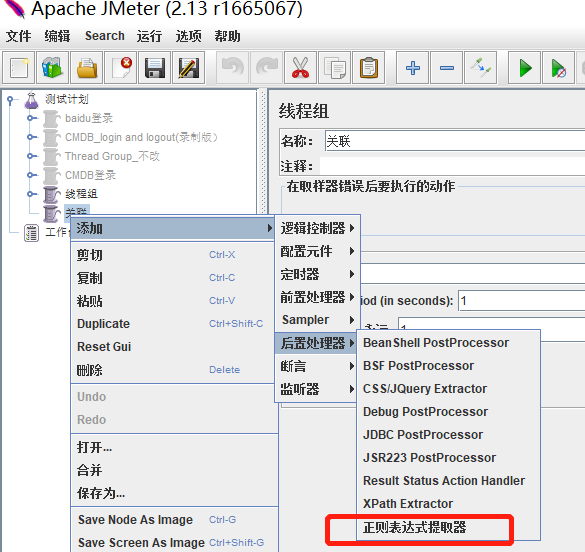 Apache JMeter (2.13 r1665067)
文件 编辑 Search 运行 选项 帮助
测试计划
baidu登录
CMDB_login and logout(录制版)
Thread Group_不改
CMDB登录
线程组
关联
线程组
名称： 关联
注释：
在取样器错误后要执行的动作
iod (in seconds): 1
1
添加
剪切 Ctrl-X
复制 Ctrl-C
粘贴 Ctrl-V
Duplicate Ctrl+Shift-C
Reset Gui
删除 Delete
Undo
Redo
打开...
合并
保存为...
Save Node As Image Ctrl-G
Save Screen As Image Ctrl+Shift-G
逻辑控制器
配置元件
定时器
前置处理器
Sampler
后置处理器
断言
监听器
BeanShell PostProcessor
BSF PostProcessor
CSS/JQuery Extractor
Debug PostProcessor
JDBC PostProcessor
JSR223 PostProcessor
Result Status Action Handler
XPath Extractor
正则表达式提取器